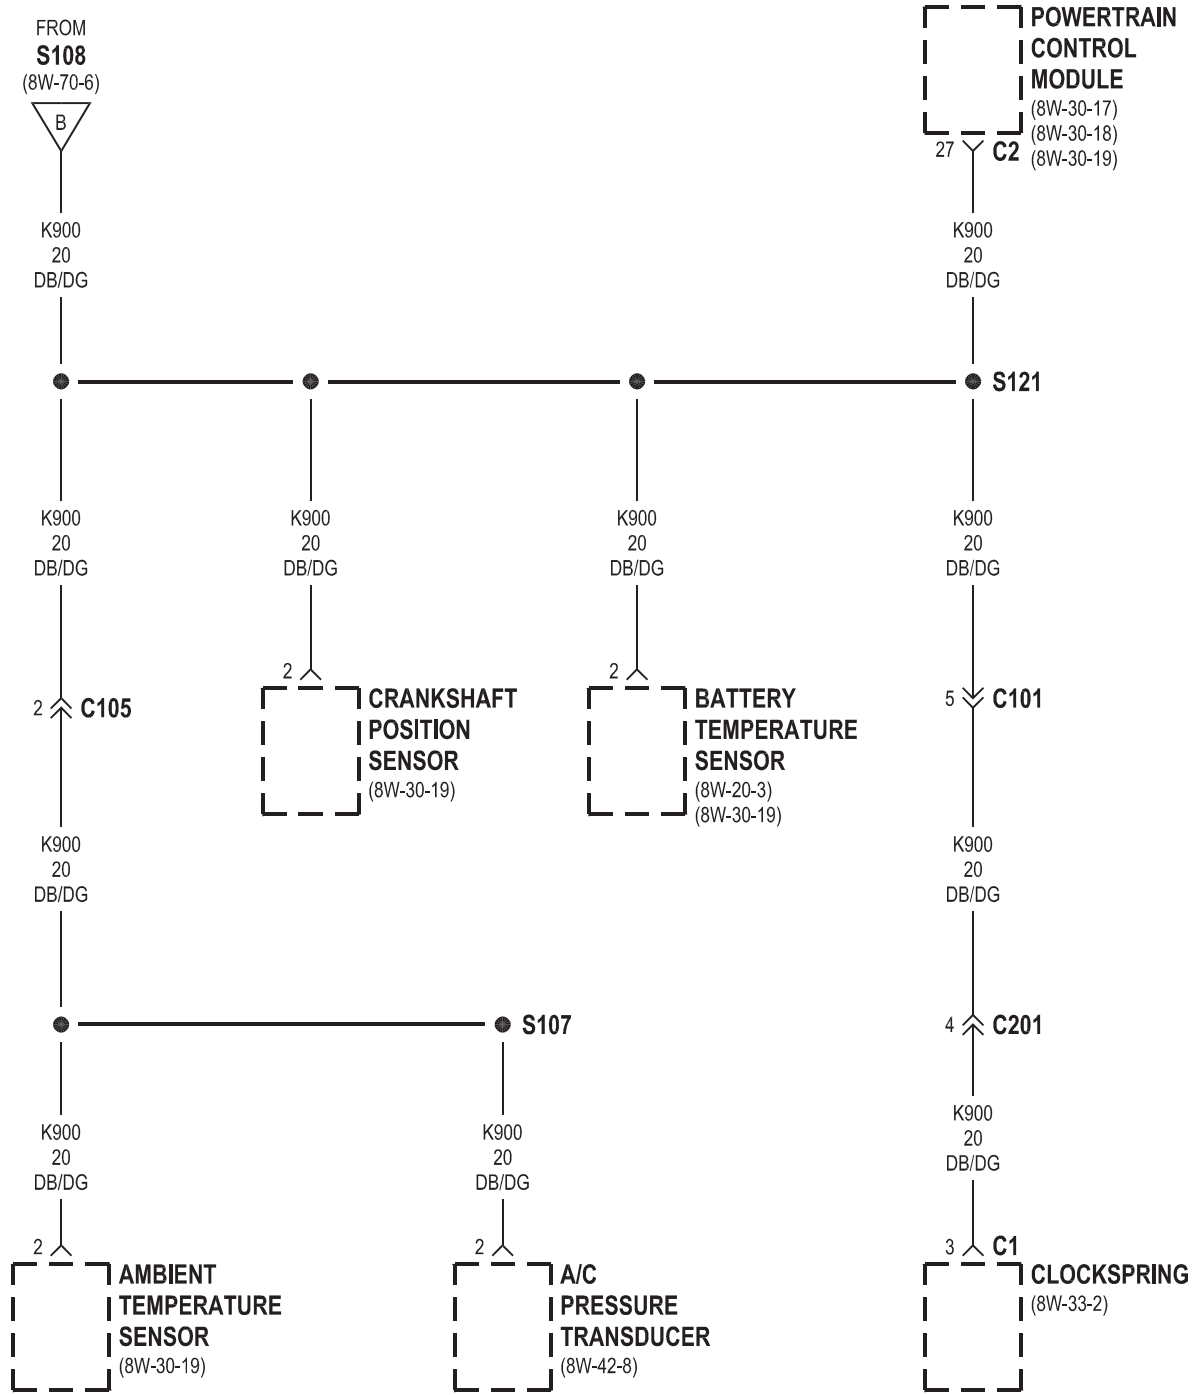 FROM
S108
(8W-70-6)
B
POWERTRAIN
CONTROL
MODULE
(8W-30-17)
(8W-30-18)
(8W-30-19)
27 C2
K900
20
DB/DG
K900
20
DB/DG
S121
K900
20
DB/DG
K900
20
DB/DG
K900
20
DB/DG
K900
20
DB/DG
2 C105
2
CRANKSHAFT
POSITION
SENSOR
(8W-30-19)
2
BATTERY
TEMPERATURE
SENSOR
(8W-20-3)
(8W-30-19)
5 C101
K900
20
DB/DG
K900
20
DB/DG
S107
4 C201
K900
20
DB/DG
K900
20
DB/DG
K900
20
DB/DG
2
AMBIENT
TEMPERATURE
SENSOR
(8W-30-19)
2
A/C
PRESSURE
TRANSDUCER
(8W-42-8)
3 C1
CLOCKSPRING
(8W-33-2)